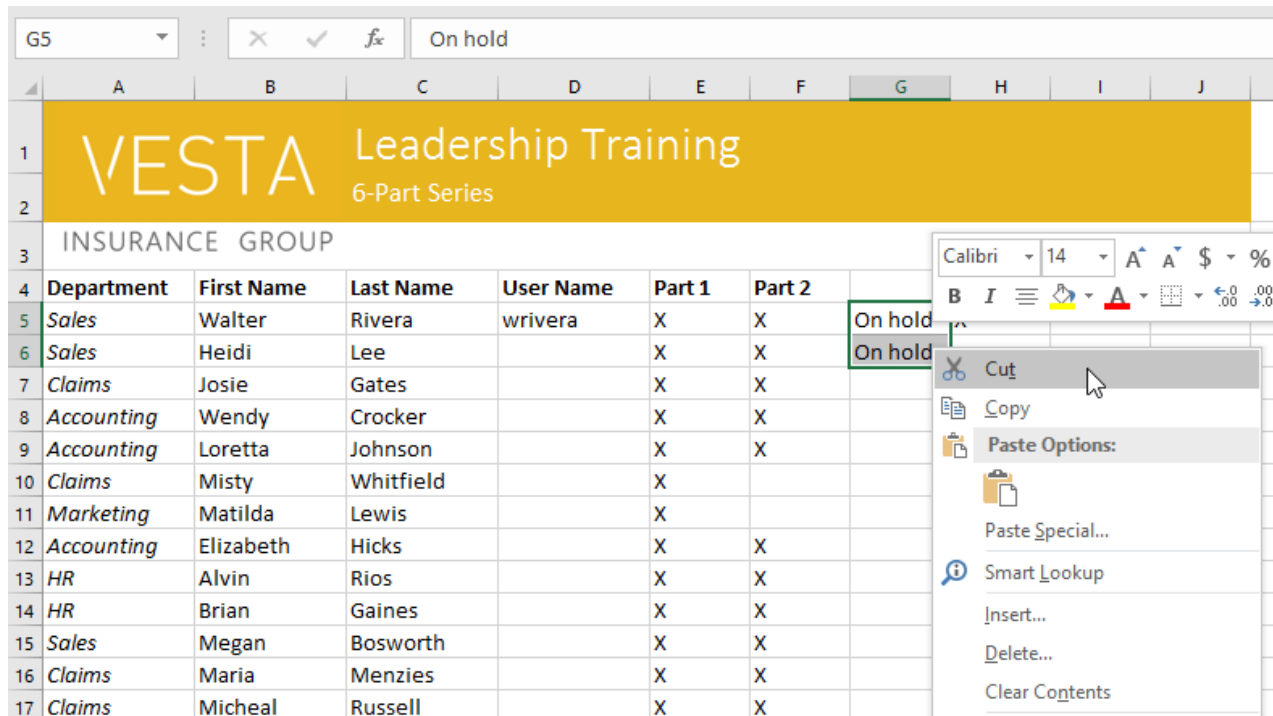 G5 fx On hold
A B C D E F G H I J
1 VESTA Leadership Training
2 6-Part Series
3 INSURANCE GROUP
Calibri 14 A A $ %
4 Department First Name Last Name User Name Part 1 Part 2
B I A .00 .00
5 Sales Walter Rivera wrivera X X On hold X
6 Sales Heidi Lee X X On hold
Cut
7 Claims Josie Gates X X
8 Accounting Wendy Crocker X X
Copy
9 Accounting Loretta Johnson X X
Paste Options:
10 Claims Misty Whitfield X
11 Marketing Matilda Lewis X
Paste Special...
12 Accounting Elizabeth Hicks X X
13 HR Alvin Rios X X
Smart Lookup
14 HR Brian Gaines X X
Insert...
15 Sales Megan Bosworth X X
Delete...
16 Claims Maria Menzies X X
Clear Contents
17 Claims Micheal Russell X X